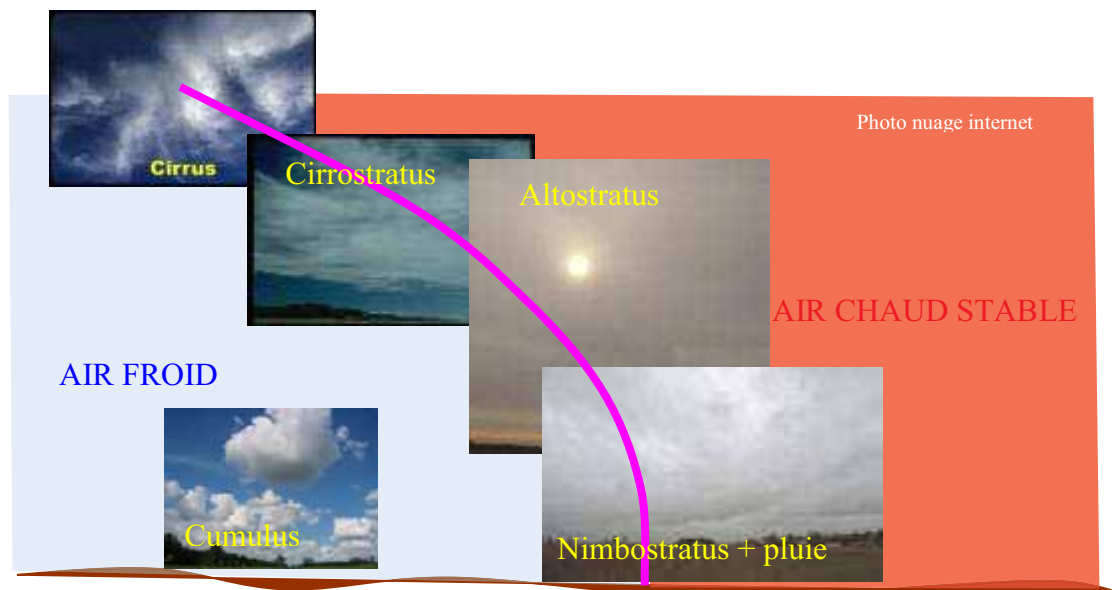 Photo nuage internet
Cirrus
Cirrostratus
Altostratus
AIR CHAUD STABLE
AIR FROID
Cumulus
Nimbostratus + pluie